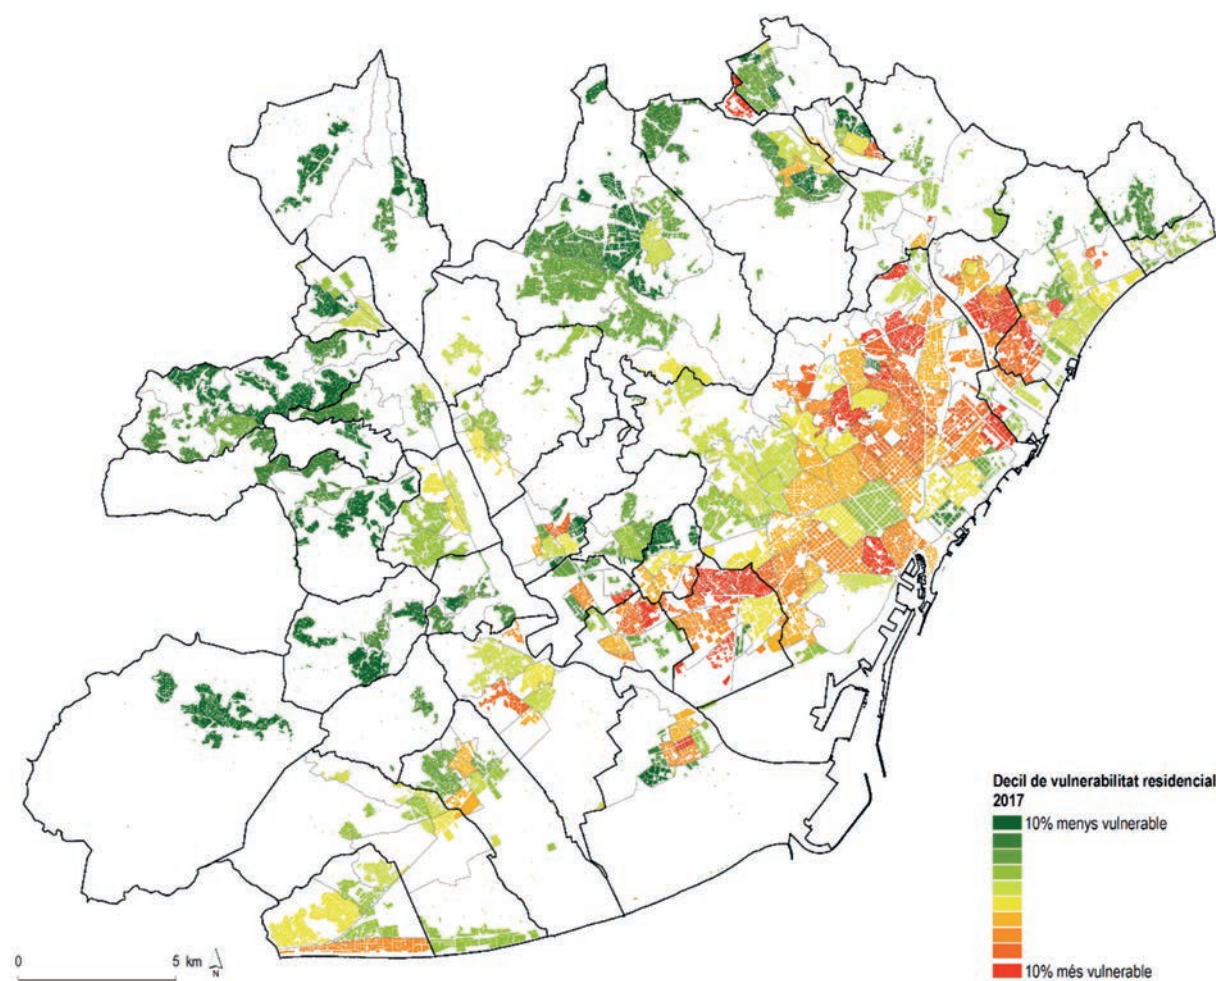 Decil de vulnerabilitat residencial
2017
10% menys vulnerable
10% més vulnerable
0 5 km
N